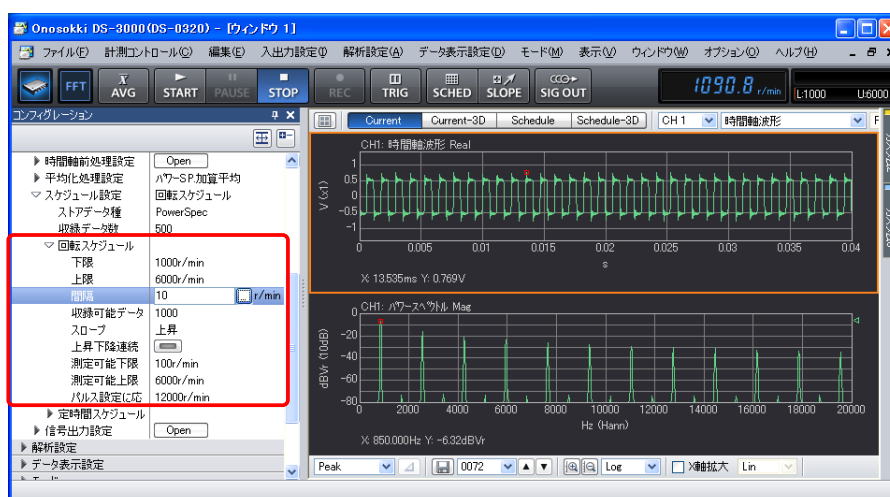 Onosokki DS-3000(DS-0320) - [ウィンドウ 1]
ファイル(F) 計測コントロール(C) 編集(E) 入出力設定(I) 解析設定(A) データ表示設定(D) モード(M) 表示(V) ウィンドウ(W) オプション(O) ヘルプ(H)
FFT X AVG START PAUSE STOP REC TRIG SCHED SLOPE SIG OUT 1090.8 r/min L:1000 U:6000
コンフィグレーション
Current Current-3D Schedule Schedule-3D CH 1 時間軸波形
時間軸前処理設定 Open
平均化処理設定 パワーSP.加算平均
スケジュール設定 回転スケジュール
ストアデータ種 PowerSpec
収録データ数 500
回転スケジュール
下限 1000r/min
上限 6000r/min
間隔 10 ... r/min
収録可能データ 1000
スロープ 上昇
上昇下降連続
測定可能下限 100r/min
測定可能上限 6000r/min
パルス設定に応 12000r/min
定時間スケジュール
信号出力設定 Open
解析設定
データ表示設定
CH1: 時間軸波形 Real
V (x1)
1
0.5
0
-0.5
-1
0 0.005 0.01 0.015 0.02 0.025 0.03 0.035 0.04
s
X: 13.535ms Y: 0.769V
CH1: パワースペクトル Mag
dBVr (10dB)
0
-20
-40
-60
-80
0 2000 4000 6000 8000 10000 12000 14000 16000 18000 20000
Hz (Hann)
X: 850.000Hz Y: -6.32dBVr
Peak 0072 Log X軸拡大 Lin